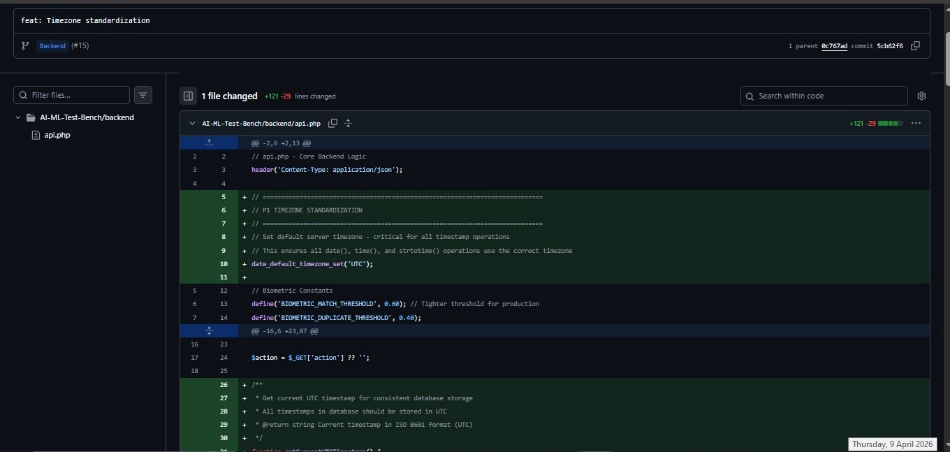 feat: Timezone standardization
Backend (#15)
1 parent 0c767ad commit 5cb62f6
Filter files...
1 file changed +121 -29 lines changed
Search within code
AI-ML-Test-Bench/backend
api.php
AI-ML-Test-Bench/backend/api.php
+121 -29
@@ -2,6 +2,13 @@
2 2 // api.php - Core Backend Logic
3 3 header('Content-Type: application/json');
4 4
5 + // ============================================================================
6 + // P1 TIMEZONE STANDARDIZATION
7 + // ============================================================================
8 + // Set default server timezone - critical for all timestamp operations
9 + // This ensures all date(), time(), and strtotime() operations use the correct timezone
10 + date_default_timezone_set('UTC');
11 +
5 12 // Biometric Constants
6 13 define('BIOMETRIC_MATCH_THRESHOLD', 0.60); // Tighter threshold for production
7 14 define('BIOMETRIC_DUPLICATE_THRESHOLD', 0.40);
@@ -16,6 +23,87 @@
16 23
17 24 $action = $_GET['action'] ?? '';
18 25
26 + /**
27 + * Get current UTC timestamp for consistent database storage
28 + * All timestamps in database should be stored in UTC
29 + * @return string Current timestamp in ISO 8601 format (UTC)
30 + */
Thursday, 9 April 2026